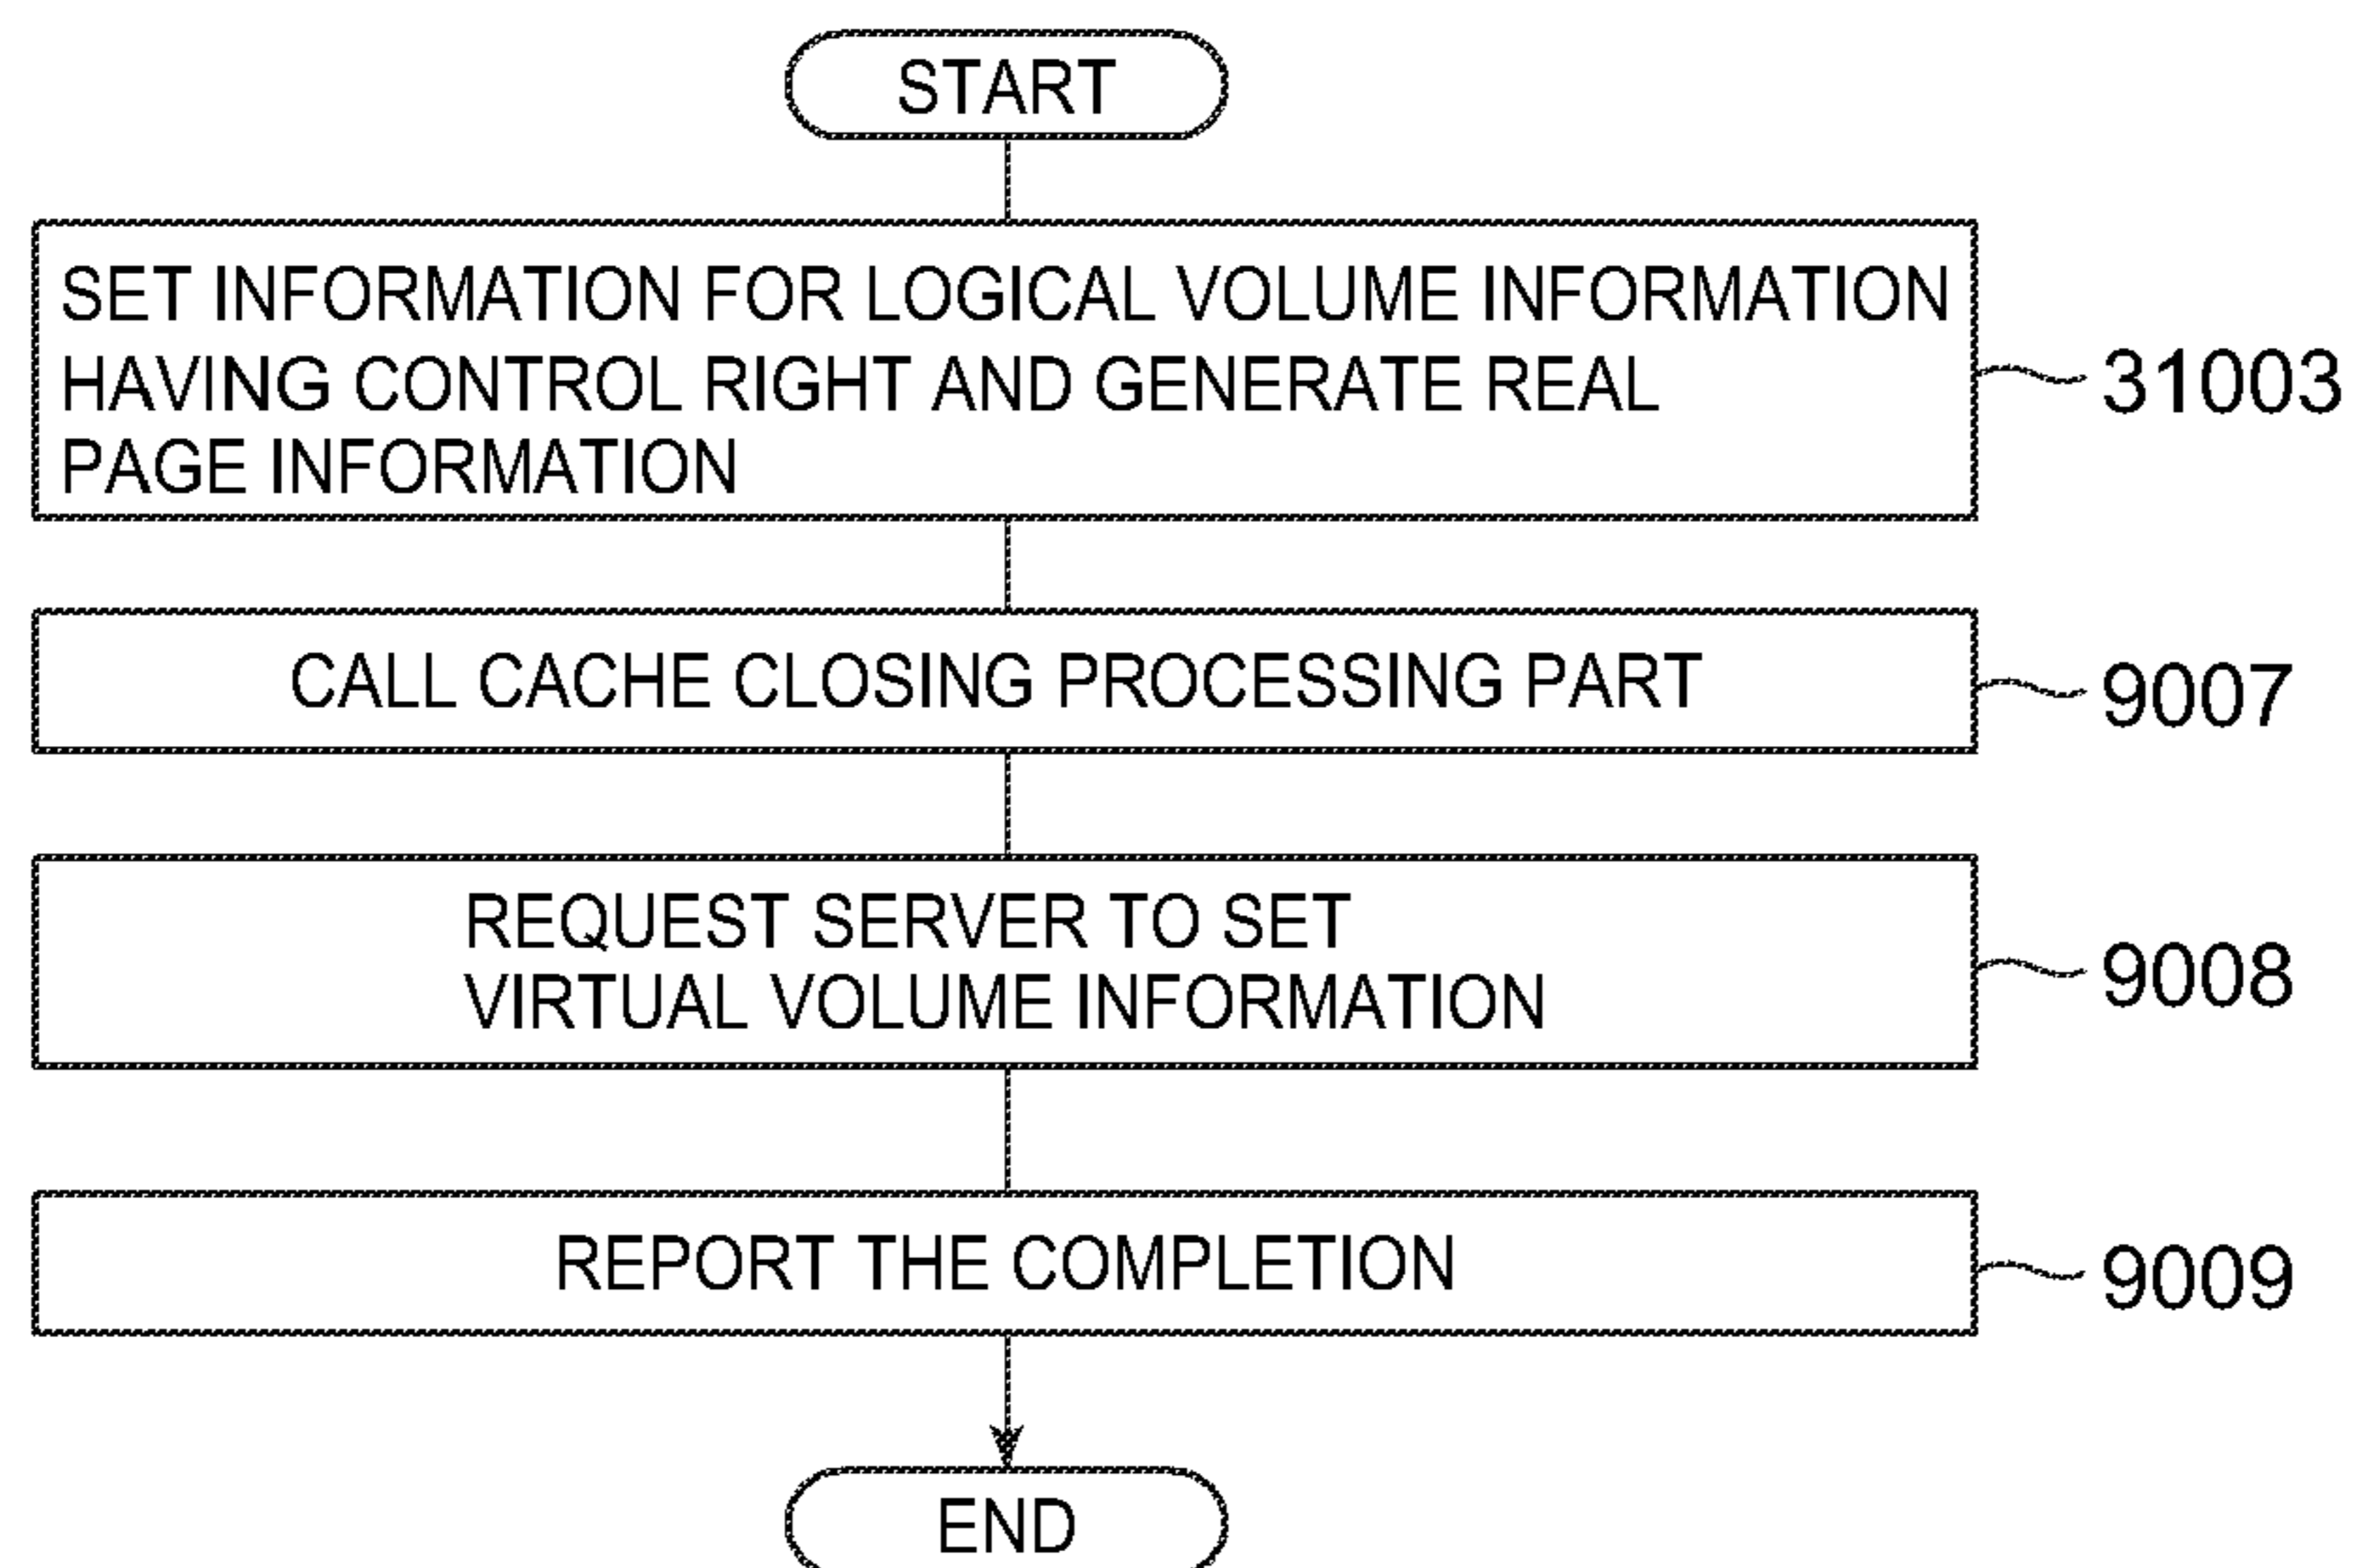 START
SET INFORMATION FOR LOGICAL VOLUME INFORMATION
HAVING CONTROL RIGHT AND GENERATE REAL
PAGE INFORMATION
31003
CALL CACHE CLOSING PROCESSING PART
9007
REQUEST SERVER TO SET
VIRTUAL VOLUME INFORMATION
9008
REPORT THE COMPLETION
9009
END